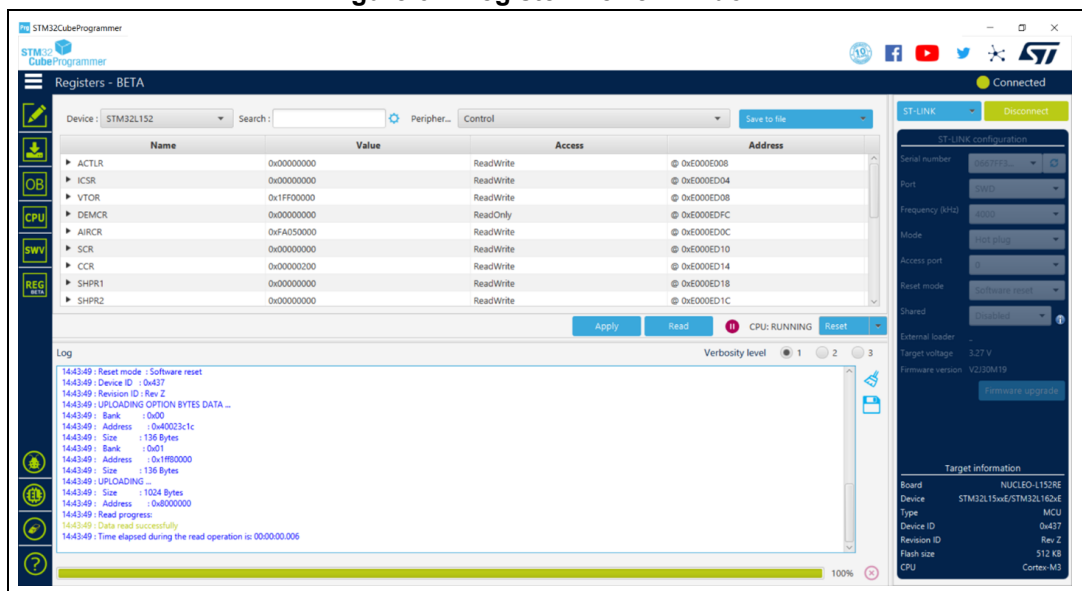 STM32CubeProgrammer
STM32
CubeProgrammer
Registers - BETA
Connected
Device : STM32L152 Search : Peripher... Control Save to file
Name Value Access Address
ACTLR 0x00000000 ReadWrite @ 0xE000E008
ICSR 0x00000000 ReadWrite @ 0xE000ED04
VTOR 0x1FF00000 ReadWrite @ 0xE000ED08
DEMCR 0x00000000 ReadOnly @ 0xE000EDFC
AIRCR 0xFA050000 ReadWrite @ 0xE000ED0C
SCR 0x00000000 ReadWrite @ 0xE000ED10
CCR 0x00000200 ReadWrite @ 0xE000ED14
SHPR1 0x00000000 ReadWrite @ 0xE000ED18
SHPR2 0x00000000 ReadWrite @ 0xE000ED1C
Apply Read CPU: RUNNING Reset
Log Verbosity level 1 2 3
14:43:49 : Reset mode : Software reset
14:43:49 : Device ID : 0x437
14:43:49 : Revision ID : Rev Z
14:43:49 : UPLOADING OPTION BYTES DATA ...
14:43:49 : Bank : 0x00
14:43:49 : Address : 0x40023c1c
14:43:49 : Size : 136 Bytes
14:43:49 : Bank : 0x01
14:43:49 : Address : 0x1ff80000
14:43:49 : Size : 136 Bytes
14:43:49 : UPLOADING ...
14:43:49 : Size : 1024 Bytes
14:43:49 : Address : 0x8000000
14:43:49 : Read progress:
14:43:49 : Data read successfully
14:43:49 : Time elapsed during the read operation is: 00:00:00.006
100%
OB
CPU
SWV
REG
BETA
ST-LINK Disconnect
ST-LINK configuration
Serial number 0667FF3...
Port SWD
Frequency (kHz) 4000
Mode Hot plug
Access port 0
Reset mode Software reset
Shared Disabled
External loader -
Target voltage 3.27 V
Firmware version V2J30M19
Firmware upgrade
Target information
Board NUCLEO-L152RE
Device STM32L15xxE/STM32L162xE
Type MCU
Device ID 0x437
Revision ID Rev Z
Flash size 512 KB
CPU Cortex-M3